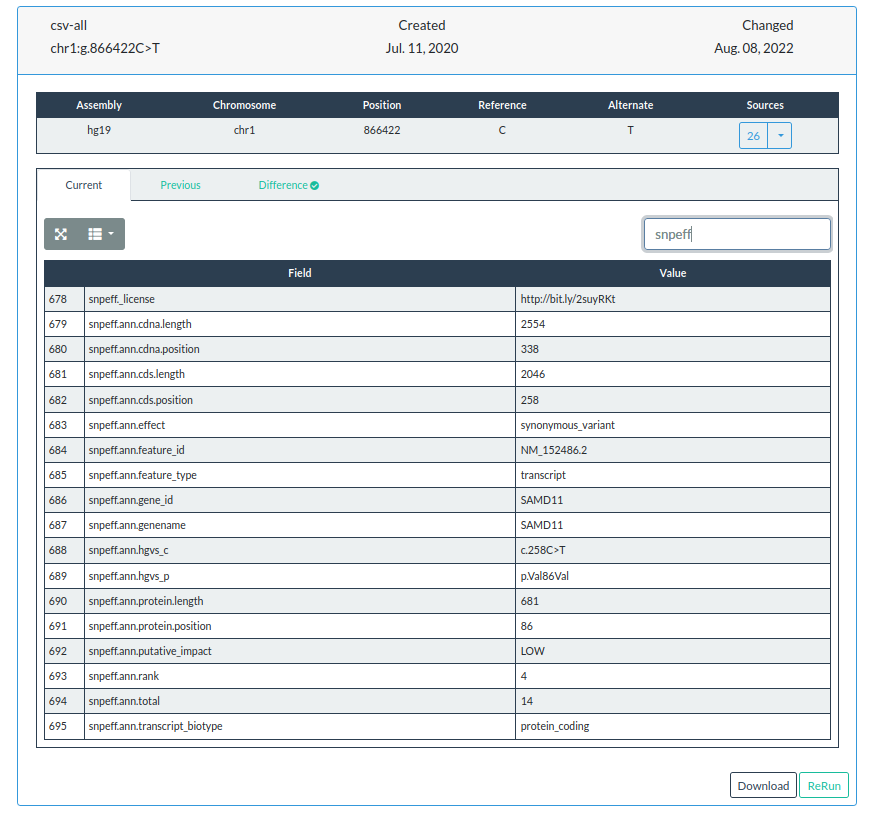 csv-all Created Changed
chr1:g.866422C>T Jul. 11, 2020 Aug. 08, 2022
Assembly Chromosome Position Reference Alternate Sources
hg19 chr1 866422 C T 26
Current Previous Difference
snpeff
Field Value
678 snpeff._license http://bit.ly/2suyRKt
679 snpeff.ann.cdna.length 2554
680 snpeff.ann.cdna.position 338
681 snpeff.ann.cds.length 2046
682 snpeff.ann.cds.position 258
683 snpeff.ann.effect synonymous_variant
684 snpeff.ann.feature_id NM_152486.2
685 snpeff.ann.feature_type transcript
686 snpeff.ann.gene_id SAMD11
687 snpeff.ann.genename SAMD11
688 snpeff.ann.hgvs_c c.258C>T
689 snpeff.ann.hgvs_p p.Val86Val
690 snpeff.ann.protein.length 681
691 snpeff.ann.protein.position 86
692 snpeff.ann.putative_impact LOW
693 snpeff.ann.rank 4
694 snpeff.ann.total 14
695 snpeff.ann.transcript_biotype protein_coding
Download ReRun